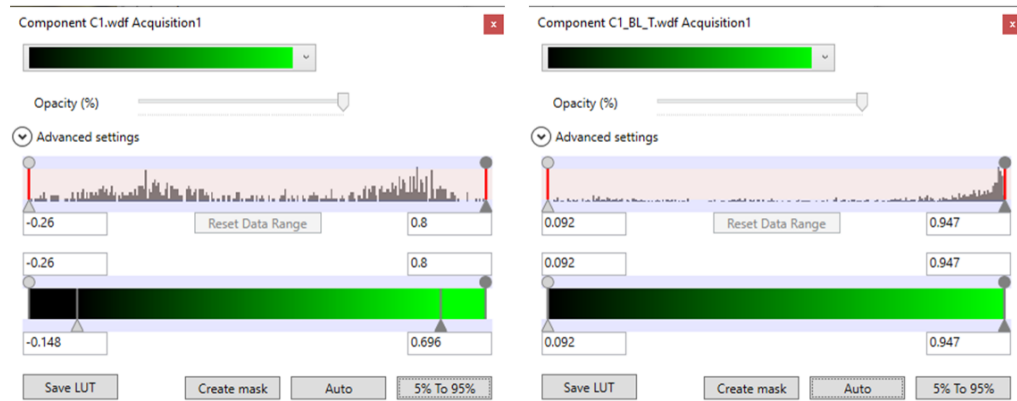 Component C1.wdf Acquisition1
x
Opacity (%)
Advanced settings
-0.26
Reset Data Range
0.8
-0.26
0.8
-0.148
0.696
Save LUT
Create mask
Auto
5% To 95%
Component C1_BL_T.wdf Acquisition1
x
Opacity (%)
Advanced settings
0.092
Reset Data Range
0.947
0.092
0.947
0.092
0.947
Save LUT
Create mask
Auto
5% To 95%